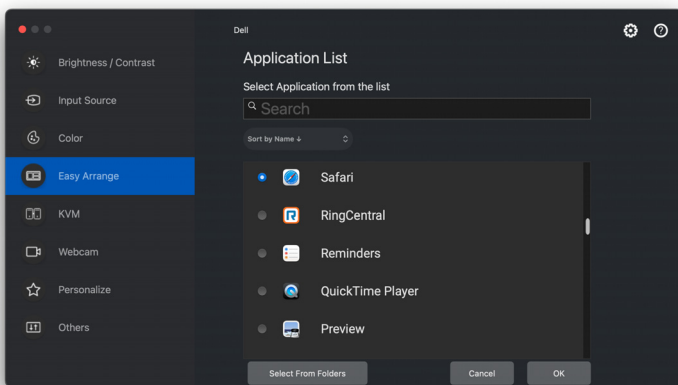 Dell
Brightness / Contrast
Input Source
Color
Easy Arrange
KVM
Webcam
Personalize
Others
Application List
Select Application from the list
Search
Sort by Name ↓
Safari
RingCentral
Reminders
QuickTime Player
Preview
Select From Folders
Cancel
OK